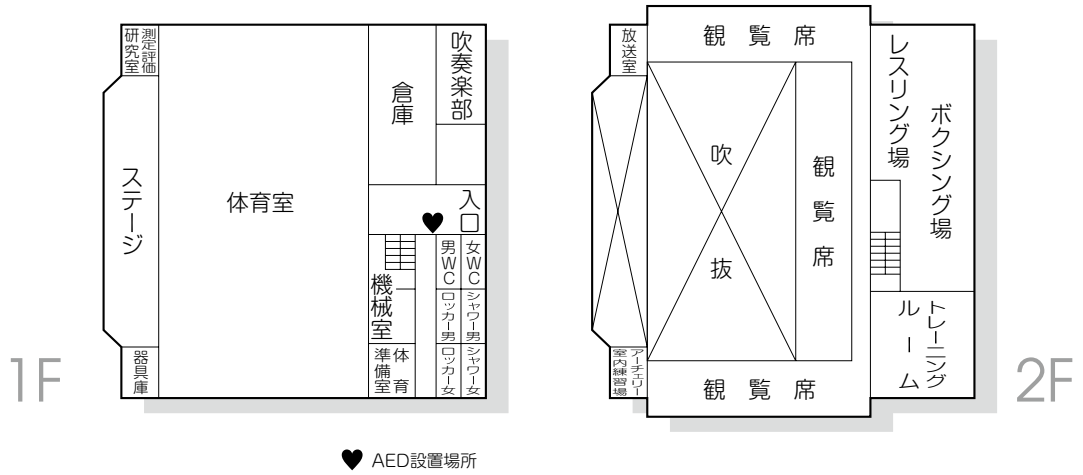 測定評価
研究室
ステージ
器具庫
体育室
倉庫
吹奏楽部
入口
男WC
女WC
機械室
ロッカー男
シャワー男
体育
準備室
ロッカー女
シャワー女
1F
放送室
観覧席
吹抜
観覧席
観覧席
アーチェリー
室内練習場
レスリング場
ボクシング場
トレーニング
ルーム
2F
AED設置場所